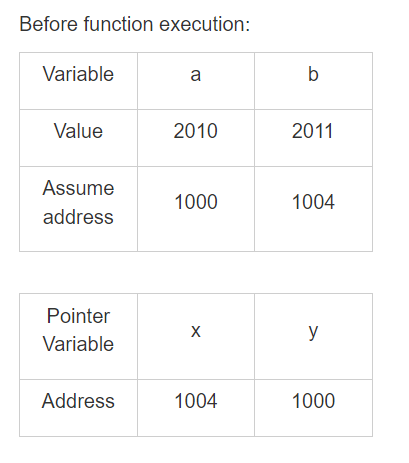 Before function execution:
Variable a b
Value 2010 2011
Assume
address 1000 1004
Pointer
Variable x y
Address 1004 1000